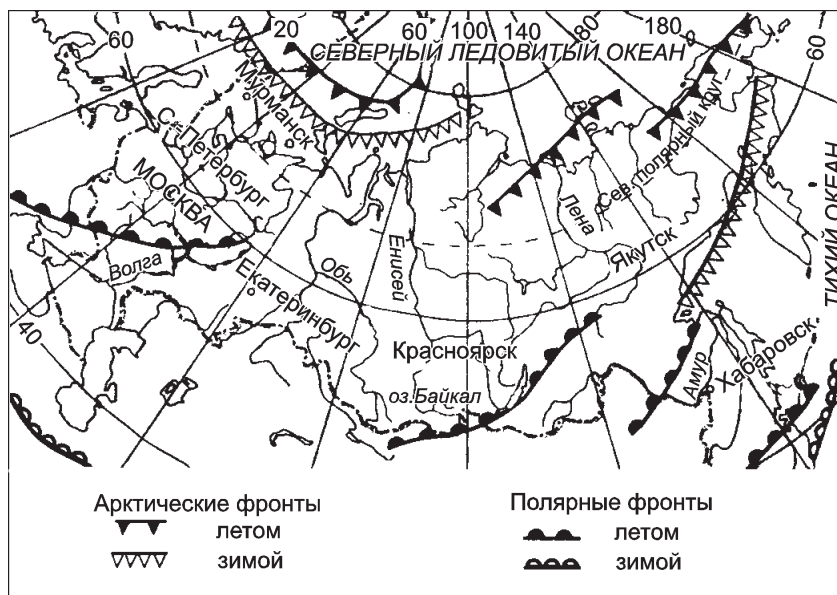 60
20
60 100 140
180
180
60
СЕВЕРНЫЙ ЛЕДОВИТЫЙ ОКЕАН
Мурманск
С-Петербург
МОСКВА
Сев. полярный круг
ТИХИЙ ОКЕАН
Волга
Екатеринбург
Обь
Енисей
Лена
Якутск
40
Красноярск
оз.Байкал
Амур
Хабаровск
Арктические фронты
летом
зимой
Полярные фронты
летом
зимой